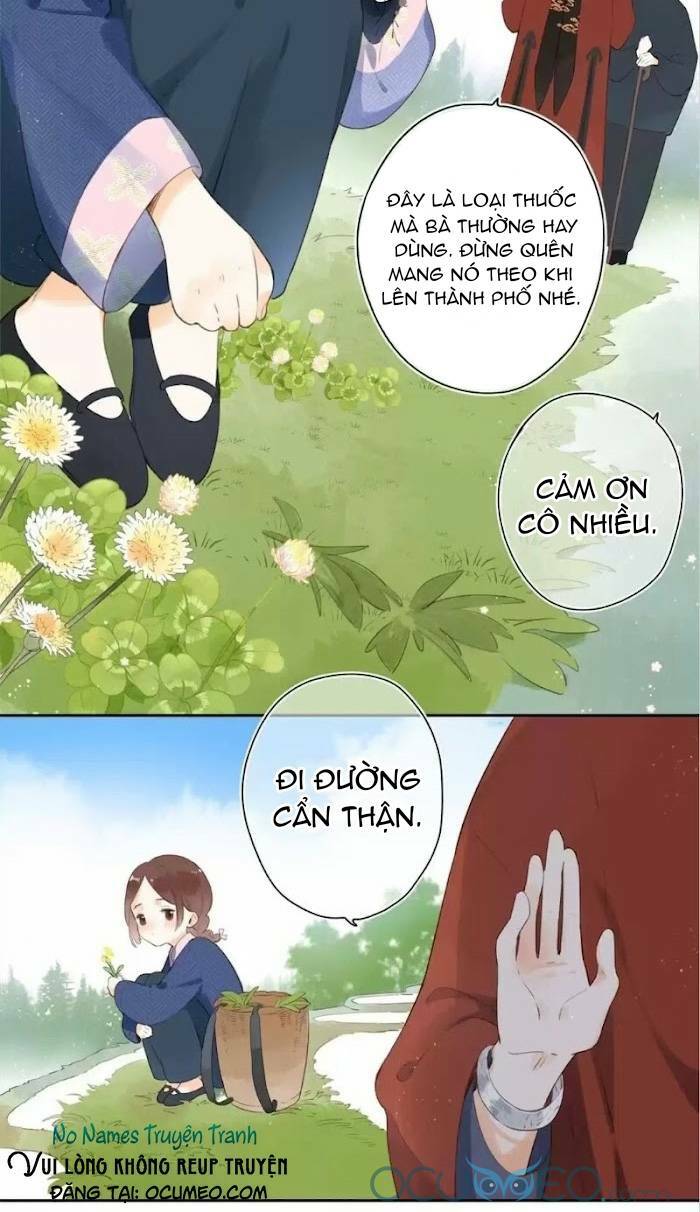 ĐÂY LÀ LOẠI THUỐC
MÀ BÀ THƯỜNG HAY
DÙNG. ĐỪNG QUÊN
MANG NÓ THEO KHI
LÊN THÀNH PHỐ NHÉ.
CẢM ƠN
CÔ NHIỀU.
ĐI ĐƯỜNG
CẨN THẬN.
No Names Truyện Tranh
VUI LÒNG KHÔNG REUP TRUYỆN
ĐĂNG TẠI: OCUMEO.COM
OCUMEO